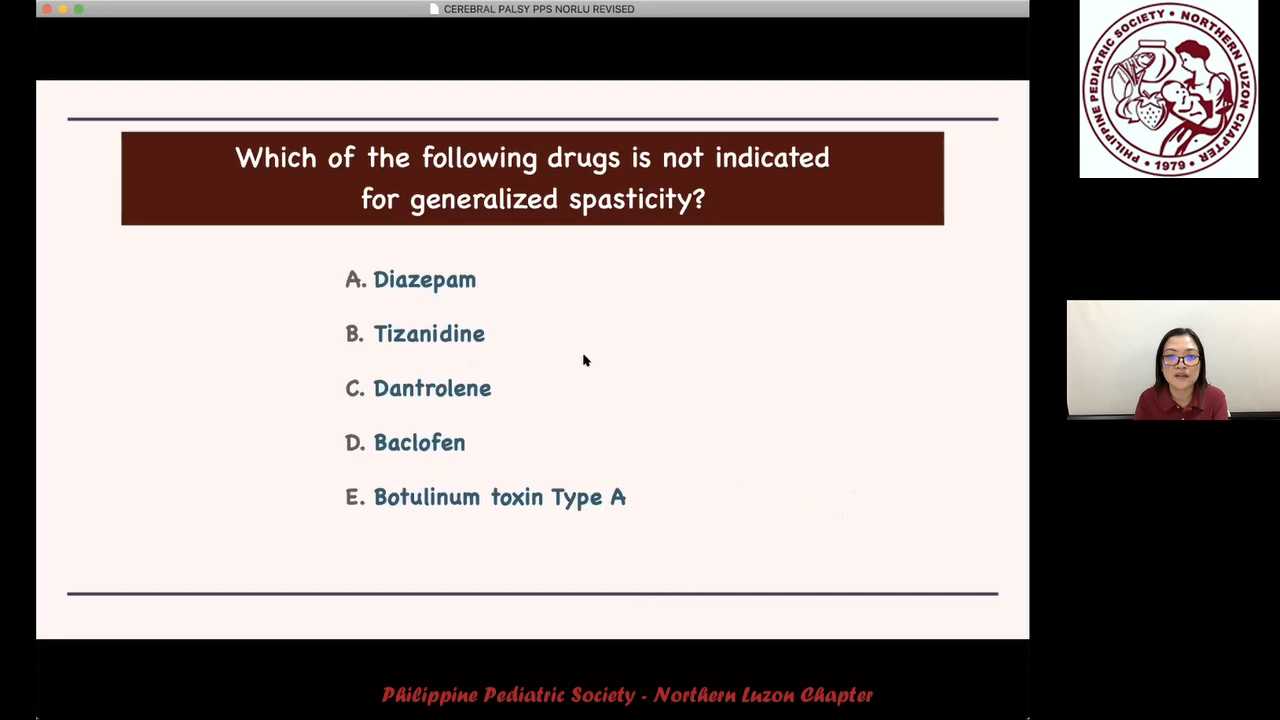 CEREBRAL PALSY PPS NORLU REVISED
PHILIPPINE PEDIATRIC SOCIETY • NORTHERN LUZON CHAPTER
• 1979 •
Which of the following drugs is not indicated
for generalized spasticity?
A. Diazepam
B. Tizanidine
C. Dantrolene
D. Baclofen
E. Botulinum toxin Type A
Philippine Pediatric Society - Northern Luzon Chapter